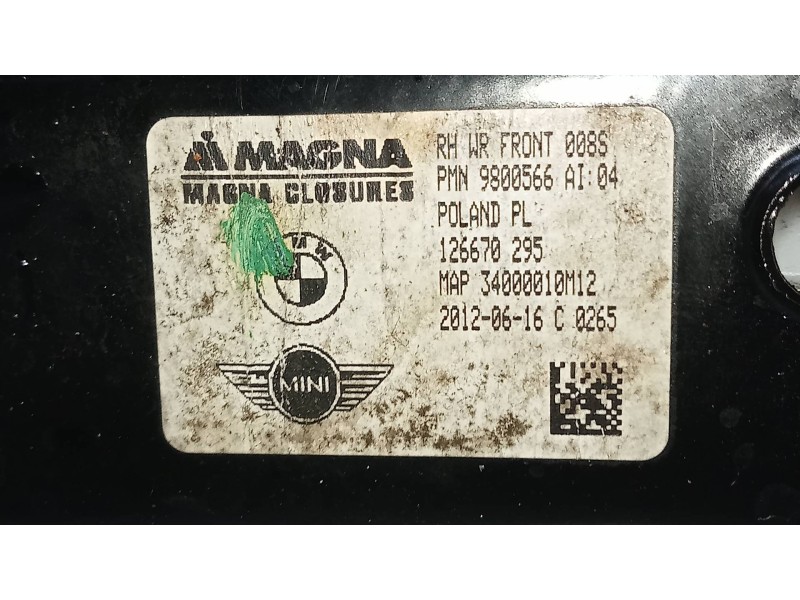 MAGNA
MAGNA CLOSURES
BMW
MINI
RH WR FRONT 008S
PMN 9800566 AI:04
POLAND PL
126670 295
MAP 34000010M12
2012-06-16 C 0265